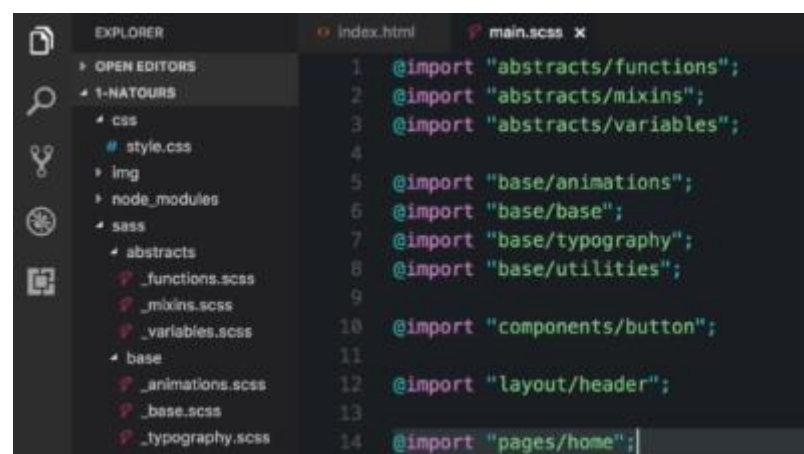 EXPLORER
OPEN EDITORS
1-NATOURS
css
# style.css
img
node_modules
sass
abstracts
_functions.scss
_mixins.scss
_variables.scss
base
_animations.scss
_base.scss
_typography.scss
index.html
main.scss ×
1 @import "abstracts/functions";
2 @import "abstracts/mixins";
3 @import "abstracts/variables";
4
5 @import "base/animations";
6 @import "base/base";
7 @import "base/typography";
8 @import "base/utilities";
9
10 @import "components/button";
11
12 @import "layout/header";
13
14 @import "pages/home";